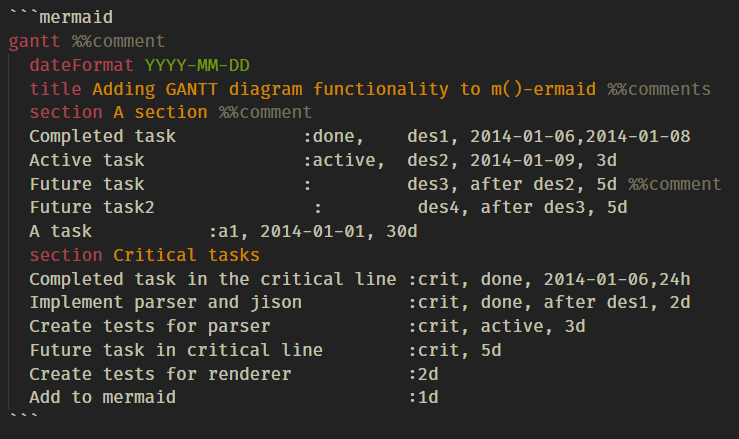 ```mermaid
gantt %%comment
  dateFormat YYYY-MM-DD
  title Adding GANTT diagram functionality to m()-ermaid %%comments
  section A section %%comment
  Completed task            :done,    des1, 2014-01-06,2014-01-08
  Active task               :active,  des2, 2014-01-09, 3d
  Future task               :         des3, after des2, 5d %%comment
  Future task2               :         des4, after des3, 5d
  A task           :a1, 2014-01-01, 30d
  section Critical tasks
  Completed task in the critical line :crit, done, 2014-01-06,24h
  Implement parser and jison          :crit, done, after des1, 2d
  Create tests for parser             :crit, active, 3d
  Future task in critical line        :crit, 5d
  Create tests for renderer           :2d
  Add to mermaid                      :1d
```